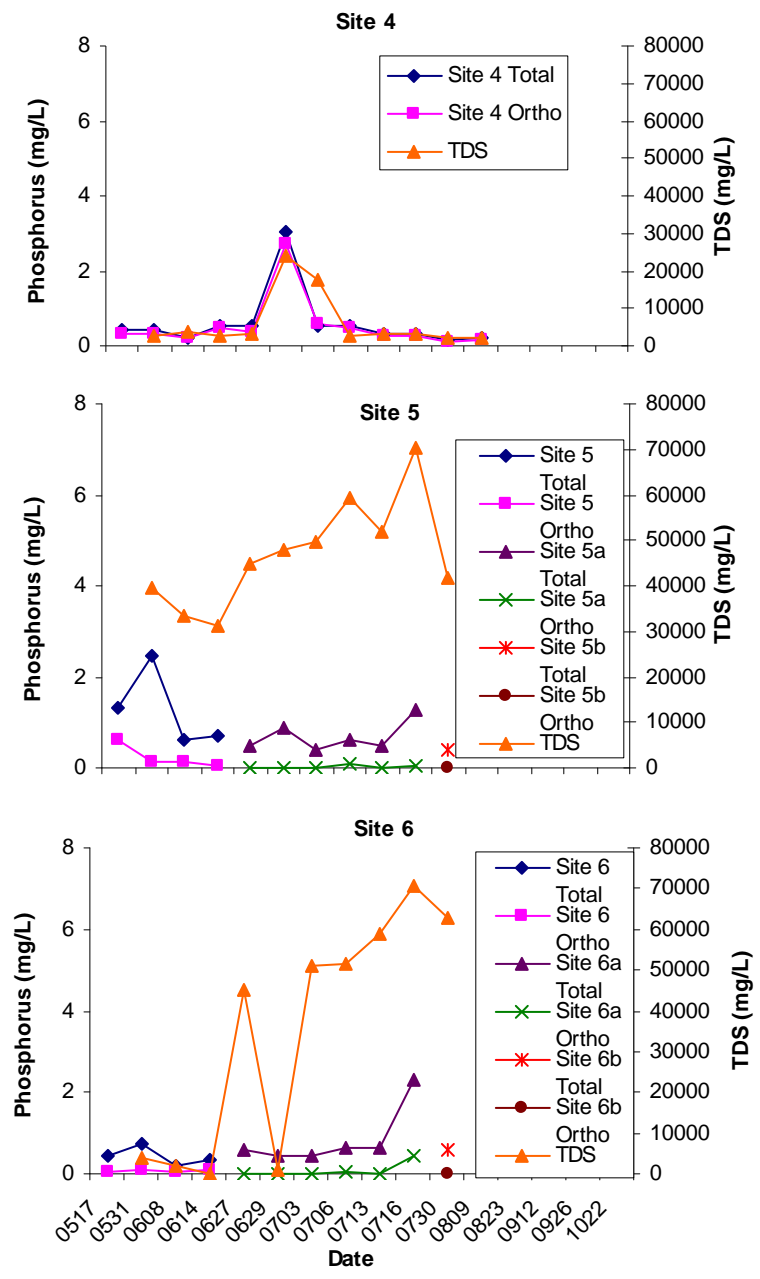 Site 4
Phosphorus (mg/L)
8
6
4
2
0
Site 4 Total
Site 4 Ortho
TDS
80000
70000
60000
50000
40000
30000
20000
10000
0
TDS (mg/L)
Site 5
Phosphorus (mg/L)
8
6
4
2
0
Site 5
Total
Site 5
Ortho
Site 5a
Total
Site 5a
Ortho
Site 5b
Total
Site 5b
Ortho
TDS
80000
70000
60000
50000
40000
30000
20000
10000
0
TDS (mg/L)
Site 6
Phosphorus (mg/L)
8
6
4
2
0
Site 6
Total
Site 6
Ortho
Site 6a
Total
Site 6a
Ortho
Site 6b
Total
Site 6b
Ortho
TDS
80000
70000
60000
50000
40000
30000
20000
10000
0
TDS (mg/L)
0517
0531
0608
0614
0627
0629
0703
0706
0713
0716
0730
0809
0823
0912
0926
1022
Date